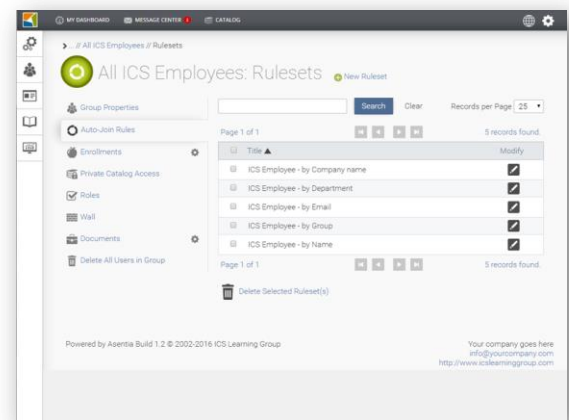 MY DASHBOARD MESSAGE CENTER CATALOG
... // All ICS Employees // Rulesets
All ICS Employees: Rulesets New Ruleset
Group Properties
Auto-Join Rules
Enrollments
Private Catalog Access
Roles
Wall
Documents
Delete All Users in Group
Search Clear Records per Page 25
Page 1 of 1 5 records found.
Title Modify
ICS Employee - by Company name
ICS Employee - by Department
ICS Employee - by Email
ICS Employee - by Group
ICS Employee - by Name
Page 1 of 1 5 records found.
Delete Selected Ruleset(s)
Powered by Asentia Build 1.2 © 2002-2016 ICS Learning Group
Your company goes here
info@yourcompany.com
http://www.icslearninggroup.com